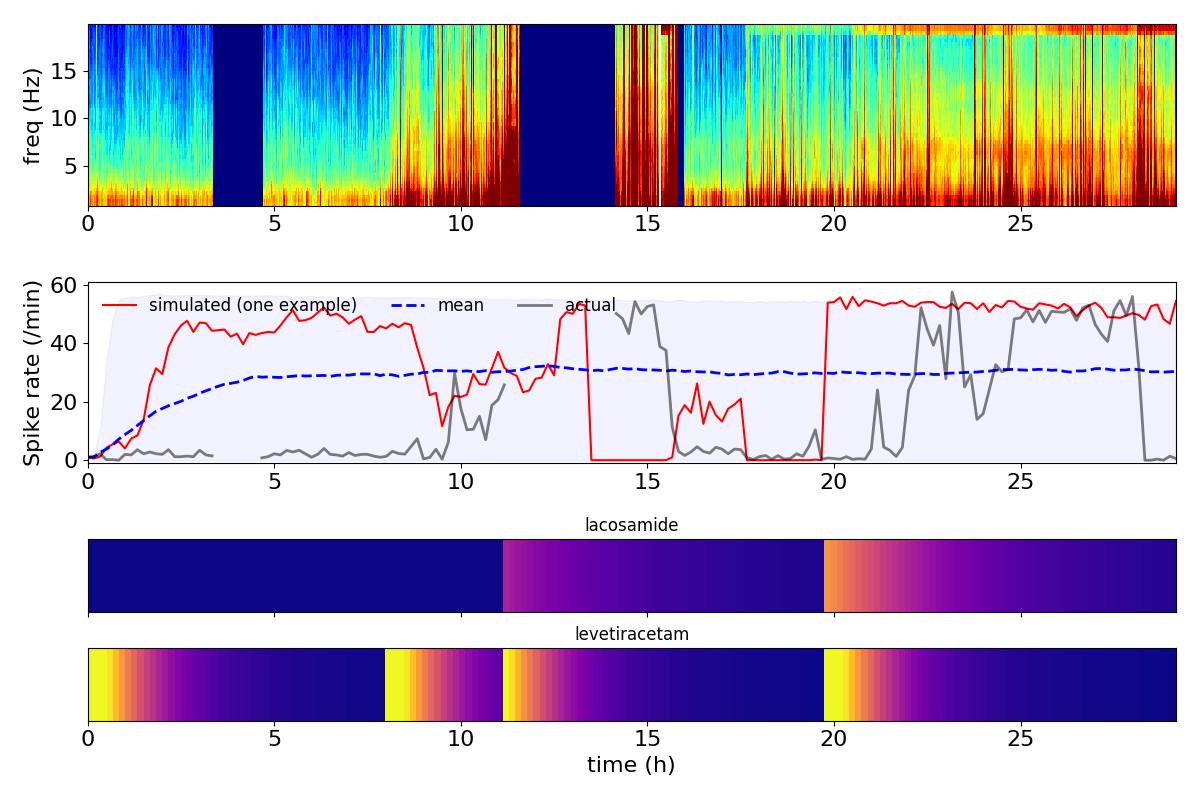 freq (Hz)
15
10
5
0 5 10 15 20 25
Spike rate (/min)
60
40
20
0
simulated (one example) mean actual
0 5 10 15 20 25
lacosamide
levetiracetam
0 5 10 15 20 25
time (h)